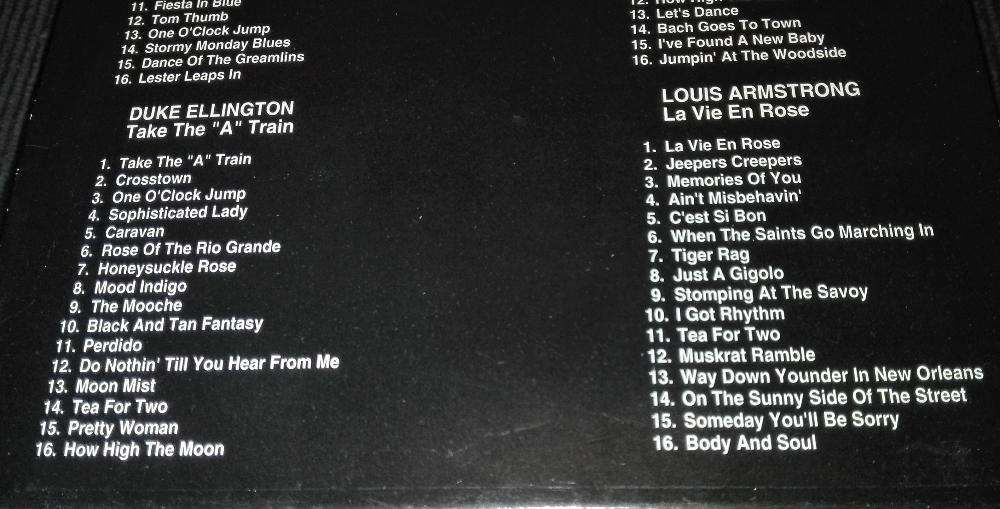 11. Fiesta In Blue
12. Tom Thumb
13. One O'Clock Jump
14. Stormy Monday Blues
15. Dance Of The Greamlins
16. Lester Leaps In
DUKE ELLINGTON
Take The "A" Train
1. Take The "A" Train
2. Crosstown
3. One O'Clock Jump
4. Sophisticated Lady
5. Caravan
6. Rose Of The Rio Grande
7. Honeysuckle Rose
8. Mood Indigo
9. The Mooche
10. Black And Tan Fantasy
11. Perdido
12. Do Nothin' Till You Hear From Me
13. Moon Mist
14. Tea For Two
15. Pretty Woman
16. How High The Moon
12. How High
13. Let's Dance
14. Bach Goes To Town
15. I've Found A New Baby
16. Jumpin' At The Woodside
LOUIS ARMSTRONG
La Vie En Rose
1. La Vie En Rose
2. Jeepers Creepers
3. Memories Of You
4. Ain't Misbehavin'
5. C'est Si Bon
6. When The Saints Go Marching In
7. Tiger Rag
8. Just A Gigolo
9. Stomping At The Savoy
10. I Got Rhythm
11. Tea For Two
12. Muskrat Ramble
13. Way Down Younder In New Orleans
14. On The Sunny Side Of The Street
15. Someday You'll Be Sorry
16. Body And Soul